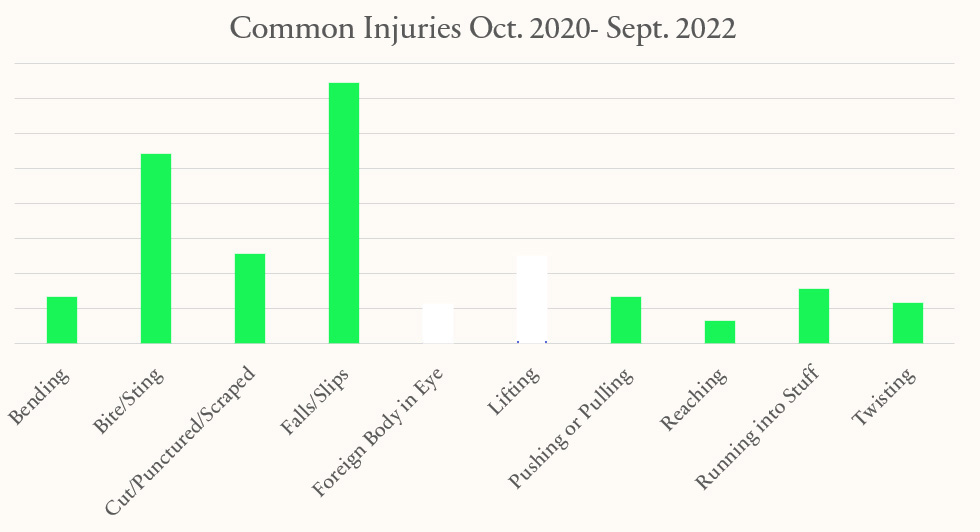 Common Injuries Oct. 2020- Sept. 2022
Bending
Bite/Sting
Cut/Punctured/Scraped
Falls/Slips
Foreign Body in Eye
Lifting
Pushing or Pulling
Reaching
Running into Stuff
Twisting